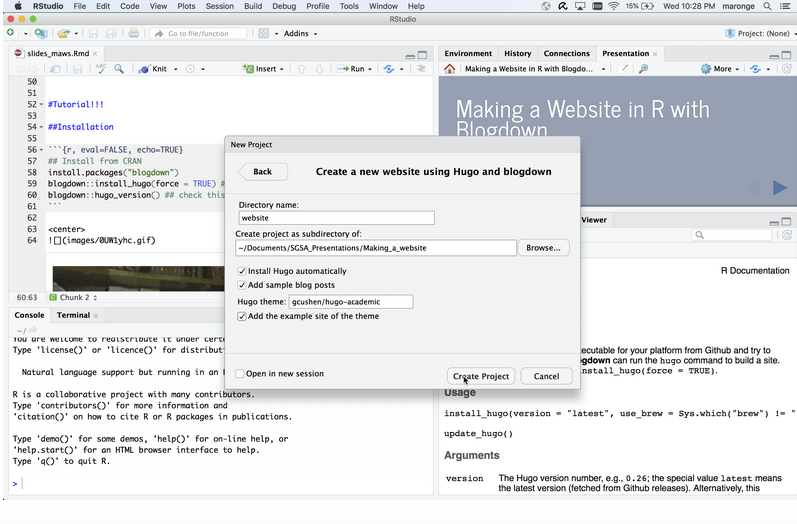 RStudio File Edit Code View Plots Session Build Debug Profile Tools Window Help 15% Wed 10:28 PM maronge
RStudio
Go to file/function Addins Project: (None)
slides_maws.Rmd
Knit Insert Run
50
51
52 #Tutorial!!!
53
54 ##Installation
55
56 ```{r, eval=FALSE, echo=TRUE}
57 ## Install from CRAN
58 install.packages("blogdown")
59 blogdown::install_hugo(force = TRUE) #
60 blogdown::hugo_version() ## check this
61 ```
62
63 <center>
64 ![](images/0UW1yhc.gif)
60:63 Chunk 2
Console Terminal
~/
You are welcome to redistribute it under certa
Type 'license()' or 'licence()' for distribut
Natural language support but running in an
R is a collaborative project with many contributors.
Type 'contributors()' for more information and
'citation()' on how to cite R or R packages in publications.
Type 'demo()' for some demos, 'help()' for on-line help, or
'help.start()' for an HTML browser interface to help.
Type 'q()' to quit R.
>
New Project
Back
Create a new website using Hugo and blogdown
Directory name:
website
Create project as subdirectory of:
~/Documents/SGSA_Presentations/Making_a_website
Browse...
Install Hugo automatically
Add sample blog posts
Hugo theme: gcushen/hugo-academic
Add the example site of the theme
Open in new session
Create Project
Cancel
Environment History Connections Presentation
Making a Website in R with Blogdo... More
Making a Website in R with
Blogdown
Viewer
R Documentation
ecutable for your platform from Github and try to
gdown can run the hugo command to build a site.
nstall_hugo(force = TRUE).
Usage
install_hugo(version = "latest", use_brew = Sys.which("brew") != "
update_hugo()
Arguments
version The Hugo version number, e.g., 0.26; the special value latest means
the latest version (fetched from Github releases). Alternatively, this